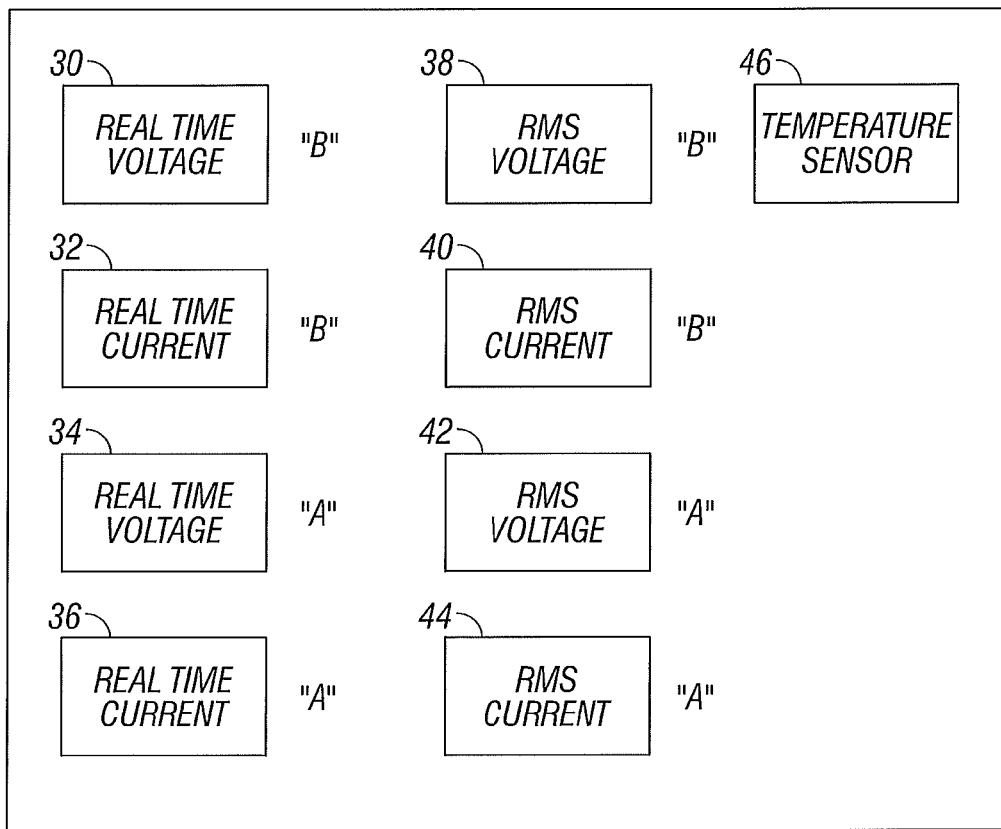 30
REAL TIME
VOLTAGE
"B"
38
RMS
VOLTAGE
"B"
46
TEMPERATURE
SENSOR
32
REAL TIME
CURRENT
"B"
40
RMS
CURRENT
"B"
34
REAL TIME
VOLTAGE
"A"
42
RMS
VOLTAGE
"A"
36
REAL TIME
CURRENT
"A"
44
RMS
CURRENT
"A"